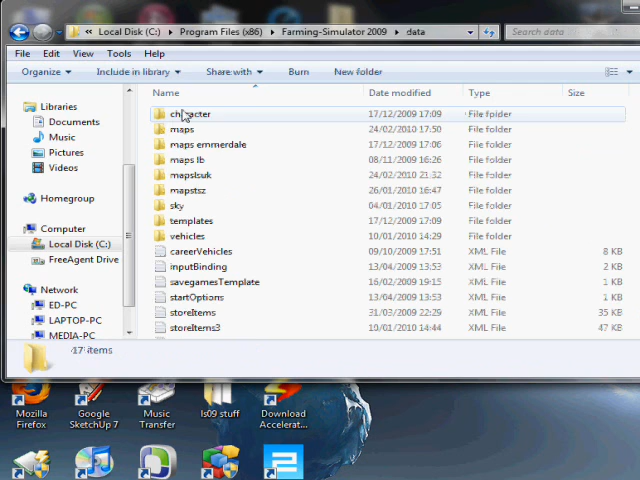 « Local Disk (C:) ▸ Program Files (x86) ▸ Farming-Simulator 2009 ▸ data
Search data
File Edit View Tools Help
Organize Include in library Share with Burn New folder
Name Date modified Type Size
Libraries
Documents
Music
Pictures
Videos
Homegroup
Computer
Local Disk (C:)
FreeAgent Drive
Network
ED-PC
LAPTOP-PC
MEDIA-PC
character 17/12/2009 17:09 File folder
maps 24/02/2010 17:50 File folder
maps emmerdale 17/12/2009 17:06 File folder
maps lb 08/11/2009 16:26 File folder
mapslsuk 24/02/2010 21:32 File folder
mapstsz 26/01/2010 16:47 File folder
sky 04/01/2010 17:05 File folder
templates 17/12/2009 17:09 File folder
vehicles 10/01/2010 14:29 File folder
careerVehicles 09/10/2009 17:51 XML File 8 KB
inputBinding 13/04/2009 13:53 XML File 2 KB
savegamesTemplate 16/02/2009 19:15 XML File 1 KB
startOptions 13/04/2009 13:53 XML File 1 KB
storeItems 31/03/2009 22:29 XML File 35 KB
storeItems3 10/01/2010 14:44 XML File 47 KB
17 items
Mozilla Firefox
Google SketchUp 7
Music Transfer
ls09 stuff
Download Accelerat...